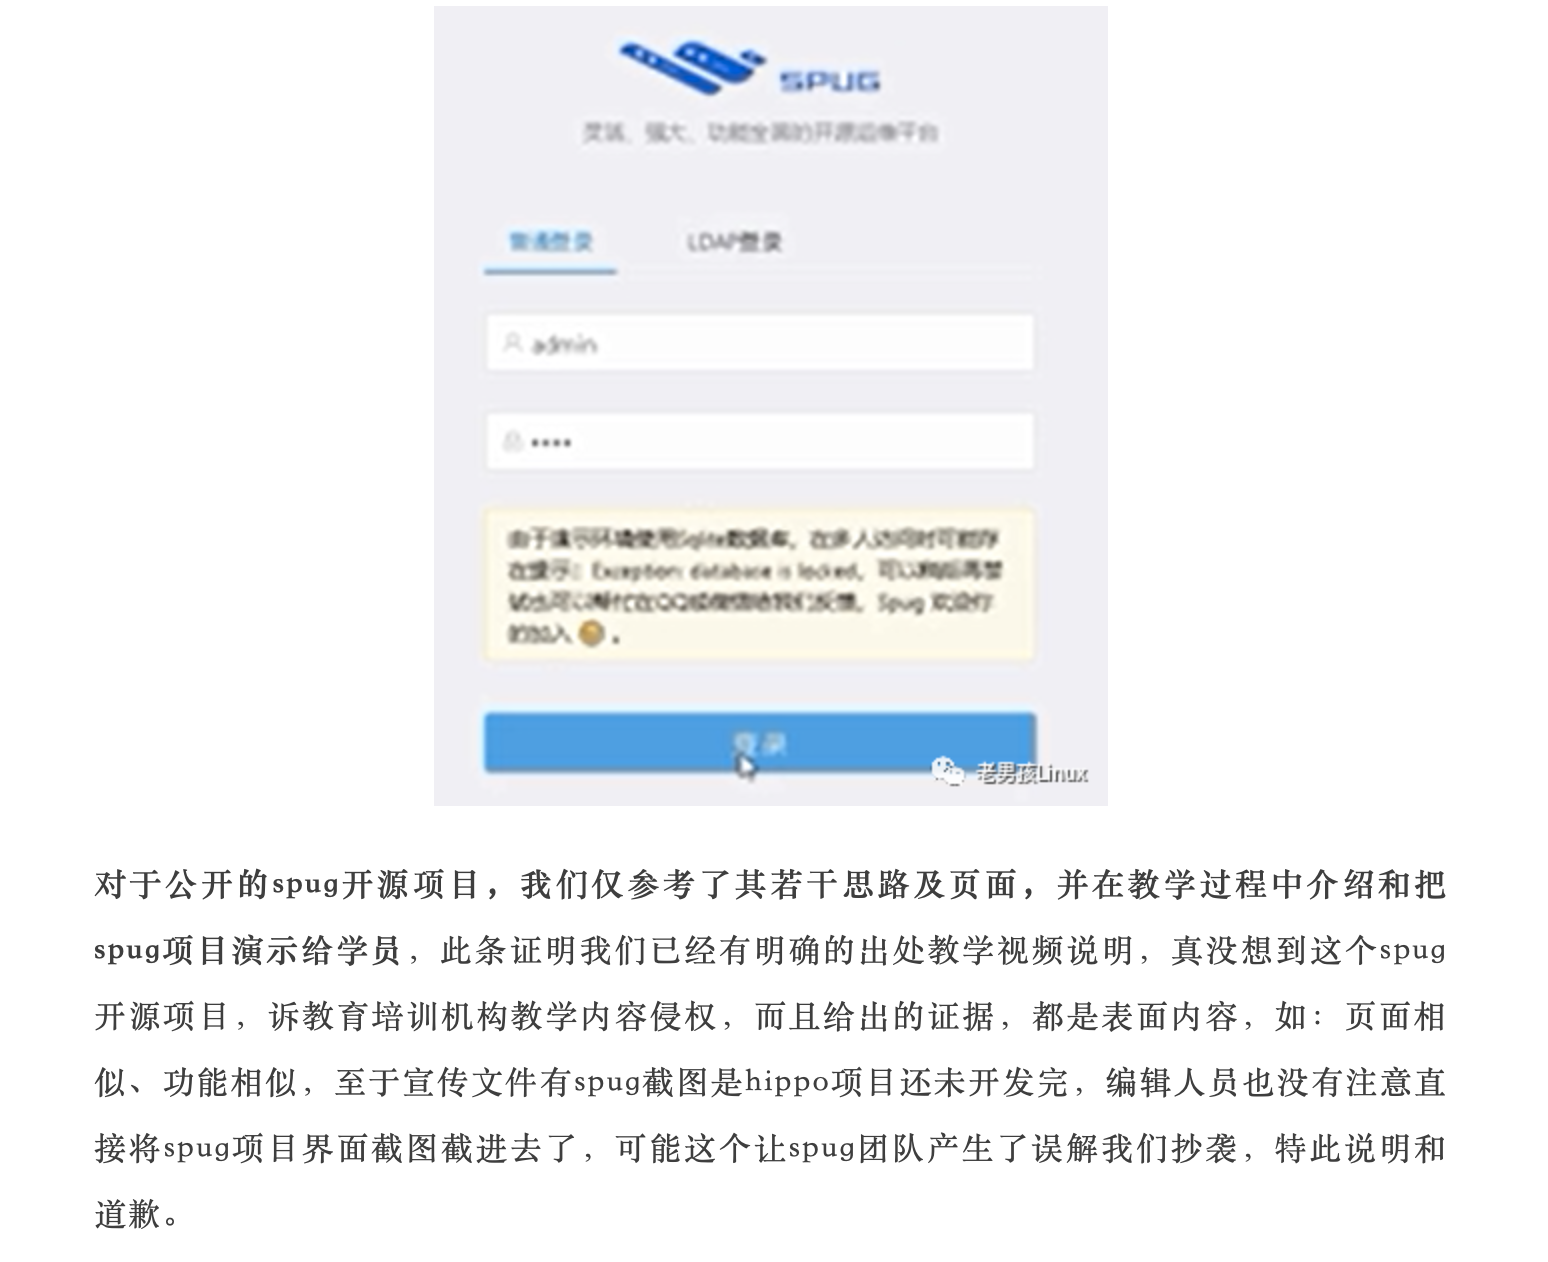 SPUG
灵活、强大、功能全面的开源运维平台
普通登录 LDAP登录
admin
••••
由于演示环境使用Sqlite数据库，在多人访问时可能存
在提示：Exception: database is locked，可以稍后再尝
试也可以帮忙在QQ或微信给我们反馈，Spug 欢迎你
的加入 。
登录
老男孩Linux
对于公开的spug开源项目，我们仅参考了其若干思路及页面，并在教学过程中介绍和把
spug项目演示给学员，此条证明我们已经有明确的出处教学视频说明，真没想到这个spug
开源项目，诉教育培训机构教学内容侵权，而且给出的证据，都是表面内容，如：页面相
似、功能相似，至于宣传文件有spug截图是hippo项目还未开发完，编辑人员也没有注意直
接将spug项目界面截图截进去了，可能这个让spug团队产生了误解我们抄袭，特此说明和
道歉。